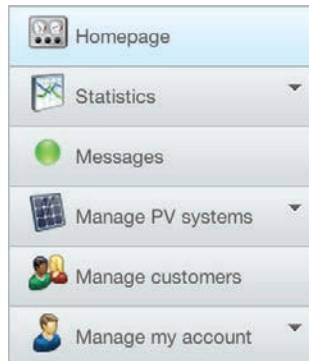 Homepage
Statistics
Messages
Manage PV systems
Manage customers
Manage my account